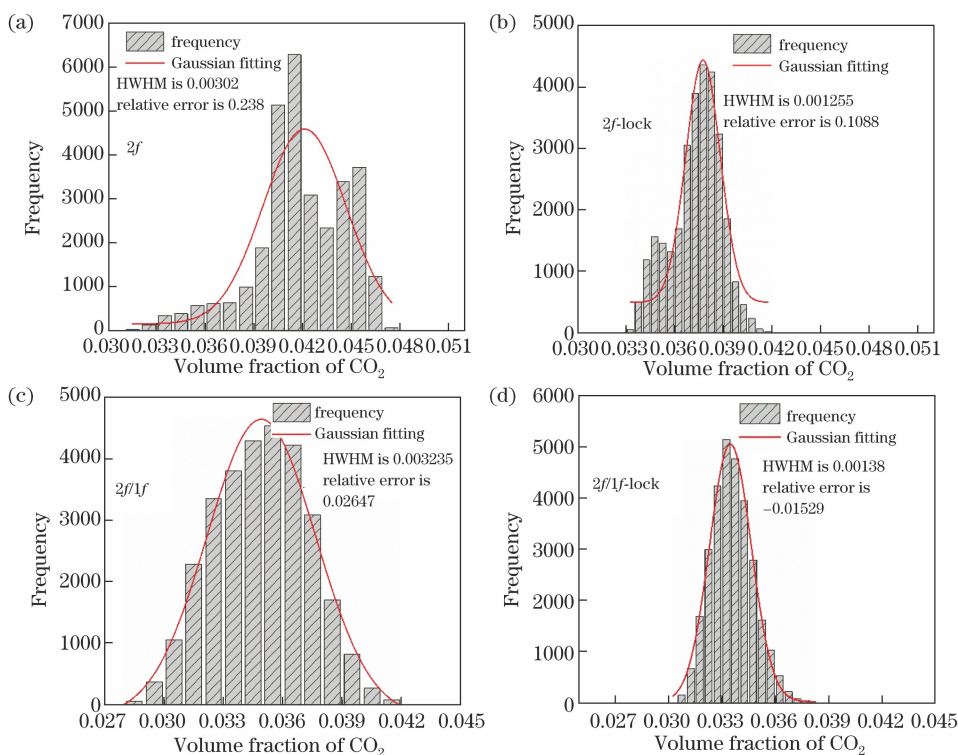 (a)
7000
6000
5000
4000
3000
2000
1000
0
Frequency
frequency
Gaussian fitting
HWHM is 0.00302
relative error is 0.238
2f
0.030 0.033 0.036 0.039 0.042 0.045 0.048 0.051
Volume fraction of CO₂
(b)
5000
4000
3000
2000
1000
0
Frequency
frequency
Gaussian fitting
HWHM is 0.001255
relative error is 0.1088
2f-lock
0.030 0.033 0.036 0.039 0.042 0.045 0.048 0.051
Volume fraction of CO₂
(c)
5000
4000
3000
2000
1000
0
Frequency
frequency
Gaussian fitting
HWHM is 0.003235
relative error is
0.02647
2f/1f
0.027 0.030 0.033 0.036 0.039 0.042 0.045
Volume fraction of CO₂
(d)
6000
5000
4000
3000
2000
1000
0
Frequency
frequency
Gaussian fitting
HWHM is 0.00138
relative error is
−0.01529
2f/1f-lock
0.027 0.030 0.033 0.036 0.039 0.042 0.045
Volume fraction of CO₂